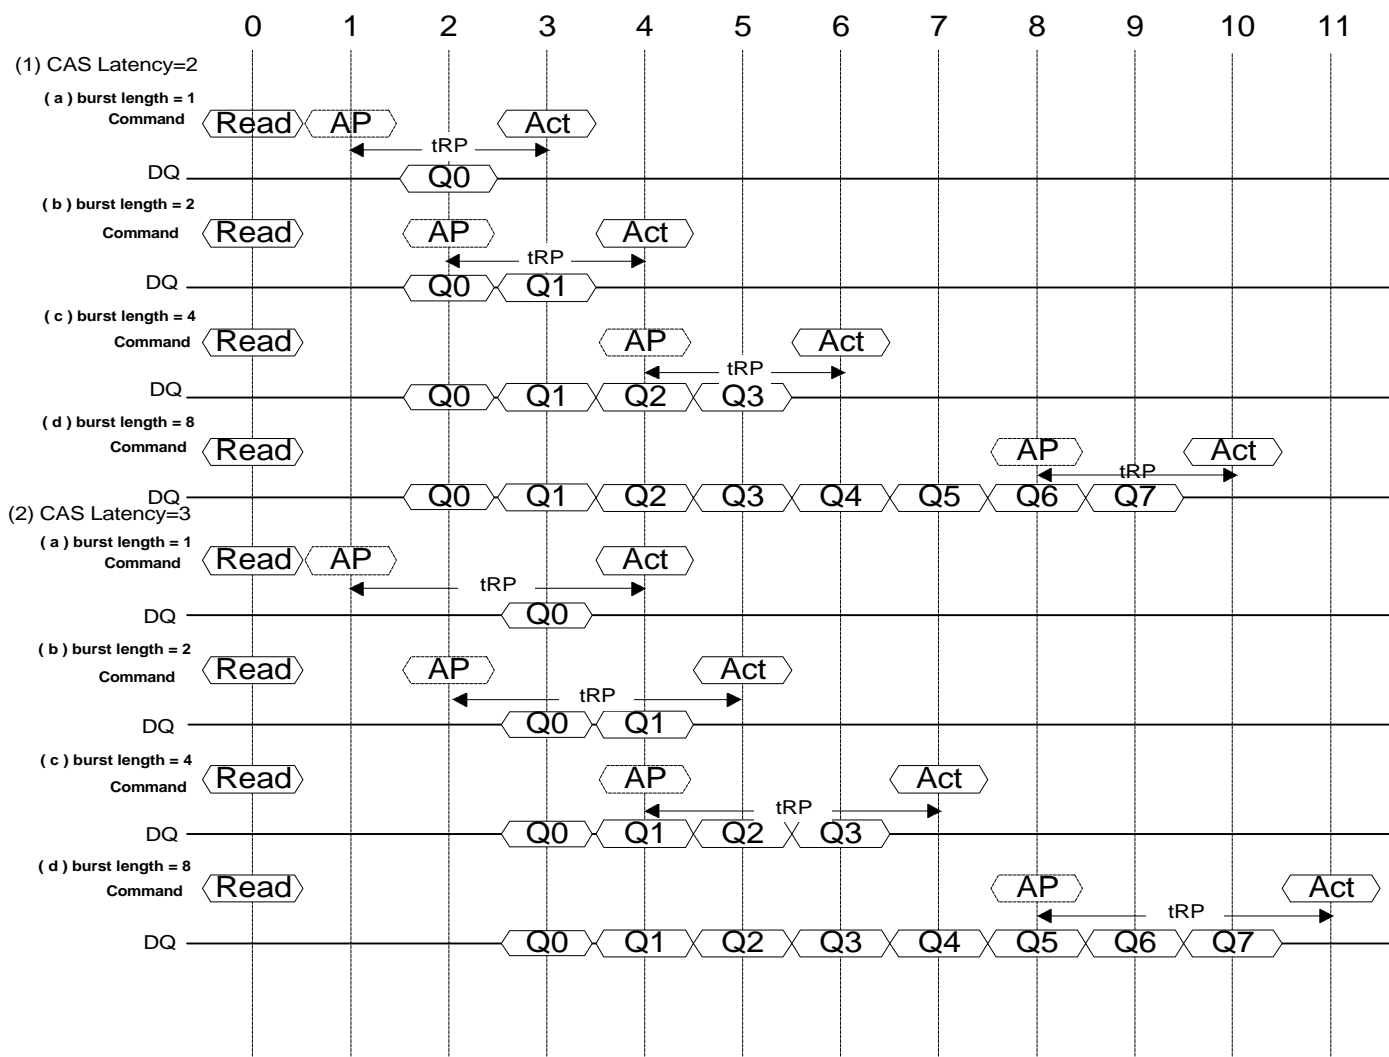 0 1 2 3 4 5 6 7 8 9 10 11
(1) CAS Latency=2
( a ) burst length = 1
Command Read AP Act
tRP
DQ Q0
( b ) burst length = 2
Command Read AP Act
tRP
DQ Q0 Q1
( c ) burst length = 4
Command Read AP Act
tRP
DQ Q0 Q1 Q2 Q3
( d ) burst length = 8
Command Read AP Act
tRP
DQ Q0 Q1 Q2 Q3 Q4 Q5 Q6 Q7
(2) CAS Latency=3
( a ) burst length = 1
Command Read AP Act
tRP
DQ Q0
( b ) burst length = 2
Command Read AP Act
tRP
DQ Q0 Q1
( c ) burst length = 4
Command Read AP Act
tRP
DQ Q0 Q1 Q2 Q3
( d ) burst length = 8
Command Read AP Act
tRP
DQ Q0 Q1 Q2 Q3 Q4 Q5 Q6 Q7